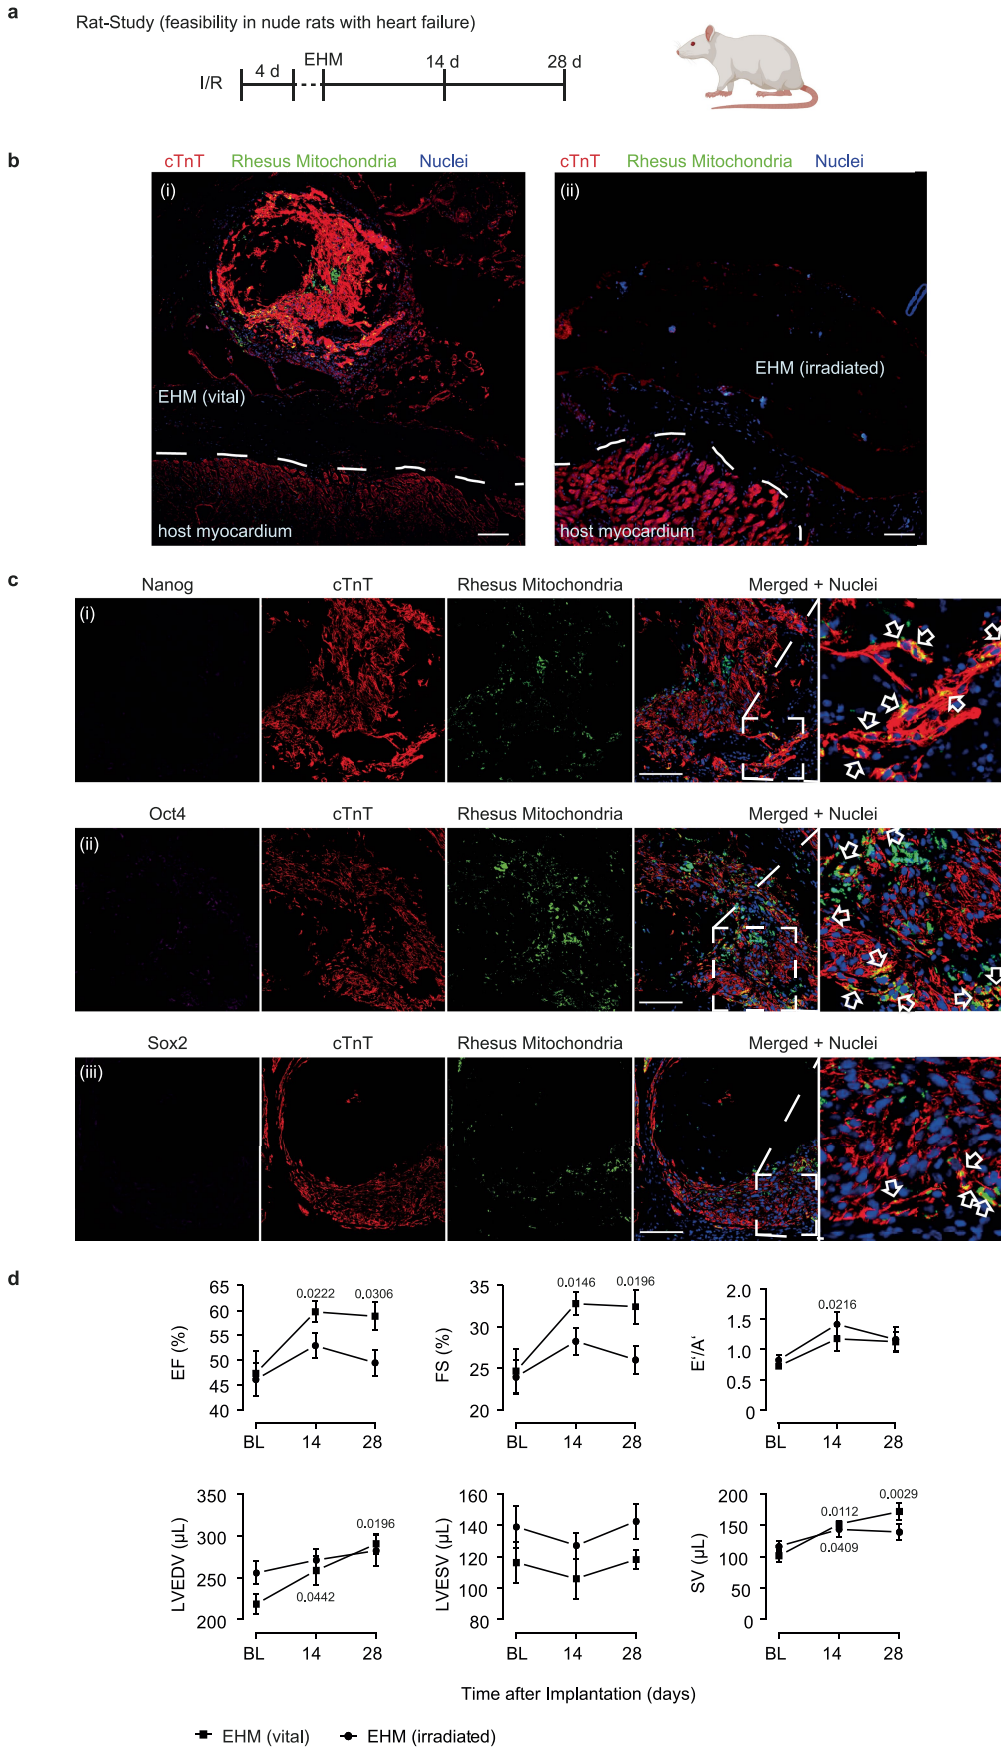 a
Rat-Study (feasibility in nude rats with heart failure)
I/R
4 d
EHM
14 d
28 d
b
cTnT Rhesus Mitochondria Nuclei
cTnT Rhesus Mitochondria Nuclei
(i)
EHM (vital)
host myocardium
(ii)
EHM (irradiated)
host myocardium
c
Nanog cTnT Rhesus Mitochondria Merged + Nuclei
(i)
Oct4 cTnT Rhesus Mitochondria Merged + Nuclei
(ii)
Sox2 cTnT Rhesus Mitochondria Merged + Nuclei
(iii)
d
EF (%)
65
60
55
50
45
40
0.0222
0.0306
BL 14 28
FS (%)
35
30
25
20
0.0146
0.0196
BL 14 28
E'/A'
2.0
1.5
1.0
0.5
0
0.0216
BL 14 28
LVEDV (µL)
350
300
250
200
0.0196
0.0442
BL 14 28
LVESV (µL)
160
140
120
100
80
BL 14 28
SV (µL)
200
150
100
50
0
0.0029
0.0112
0.0409
BL 14 28
Time after Implantation (days)
EHM (vital) EHM (irradiated)